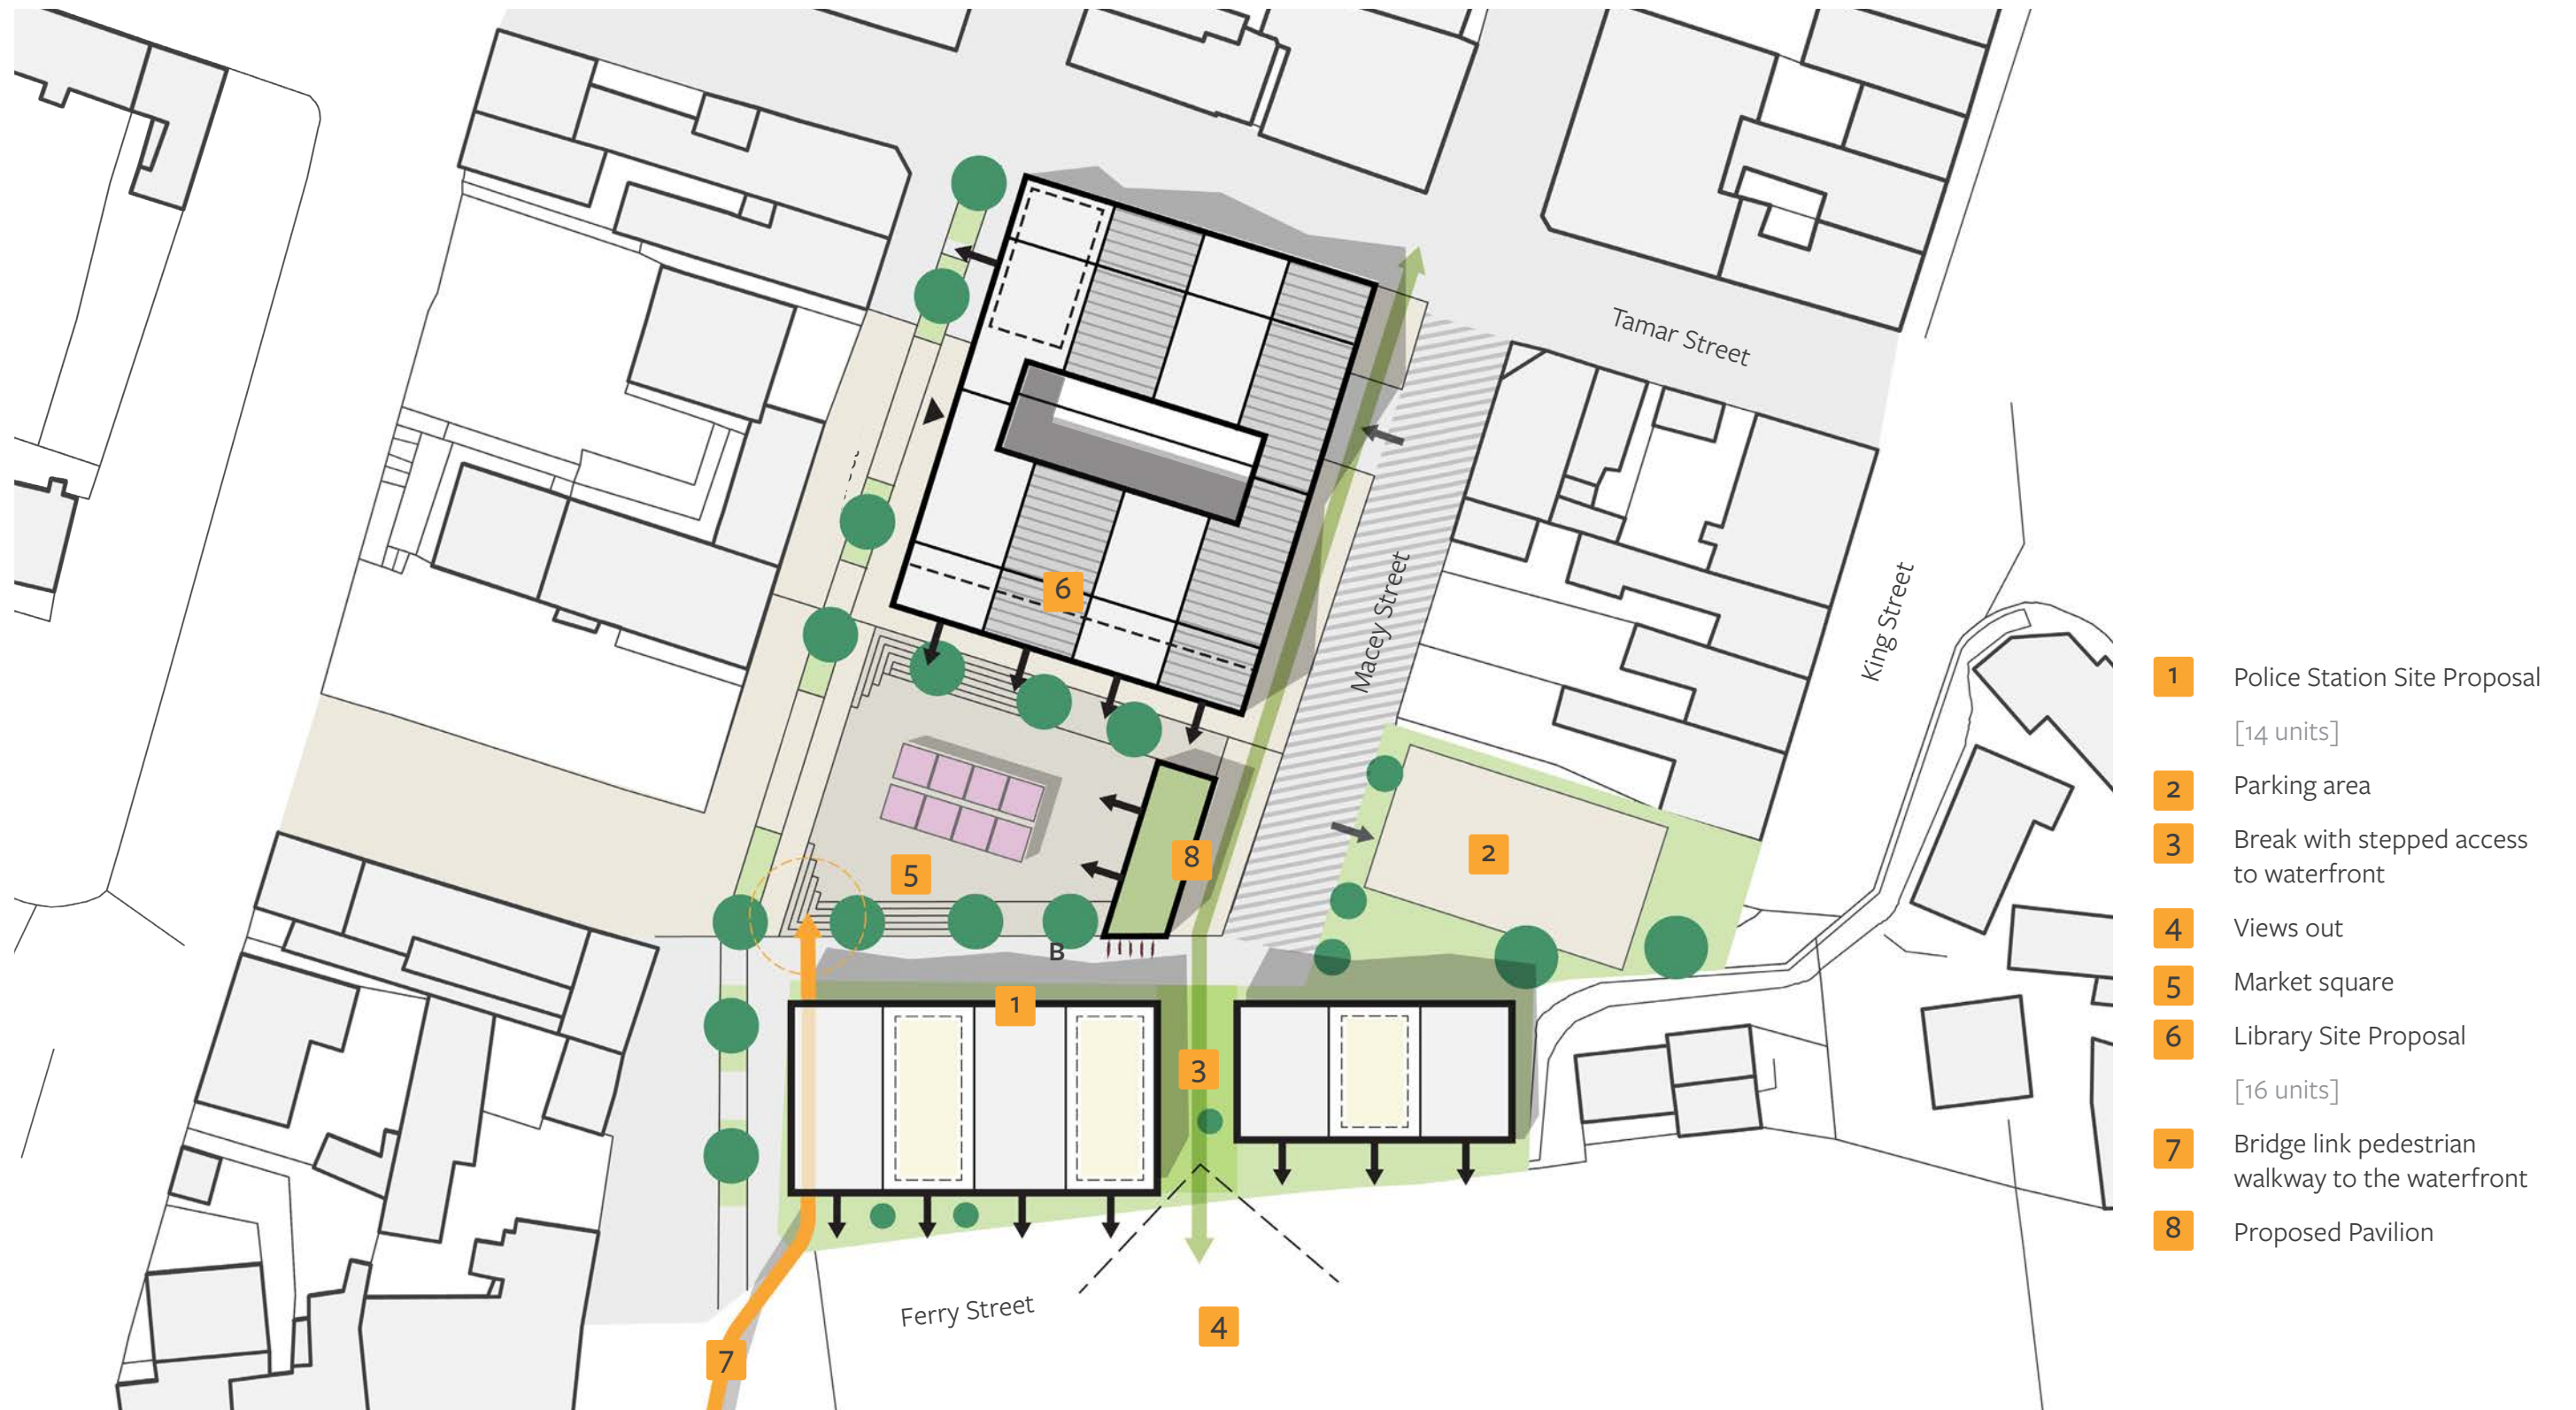 Tamar Street
Macey Street
King Street
6
5
8
2
B
1
3
Ferry Street
4
7
1 Police Station Site Proposal
[14 units]
2 Parking area
3 Break with stepped access
to waterfront
4 Views out
5 Market square
6 Library Site Proposal
[16 units]
7 Bridge link pedestrian
walkway to the waterfront
8 Proposed Pavilion